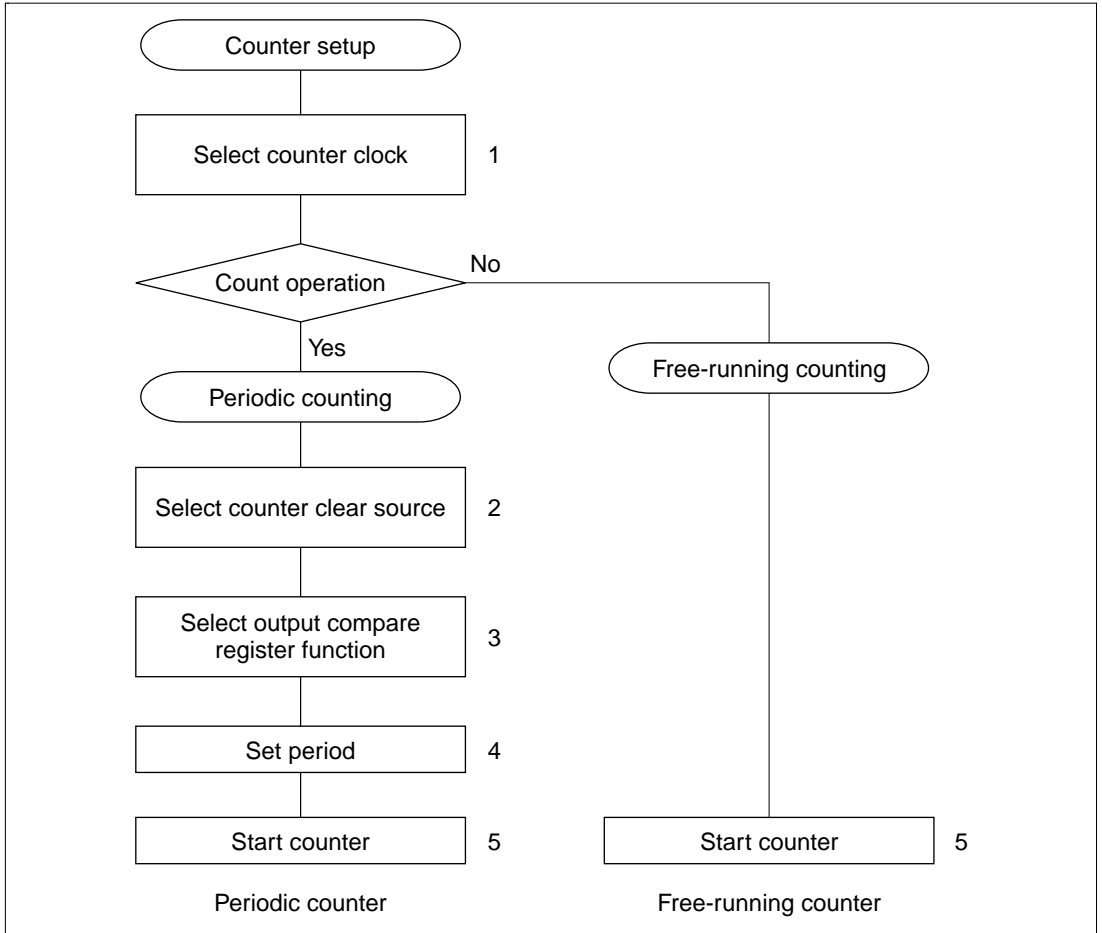 Counter setup
Select counter clock
1
Count operation
No
Yes
Free-running counting
Periodic counting
Select counter clear source
2
Select output compare
register function
3
Set period
4
Start counter
5
Start counter
5
Periodic counter
Free-running counter